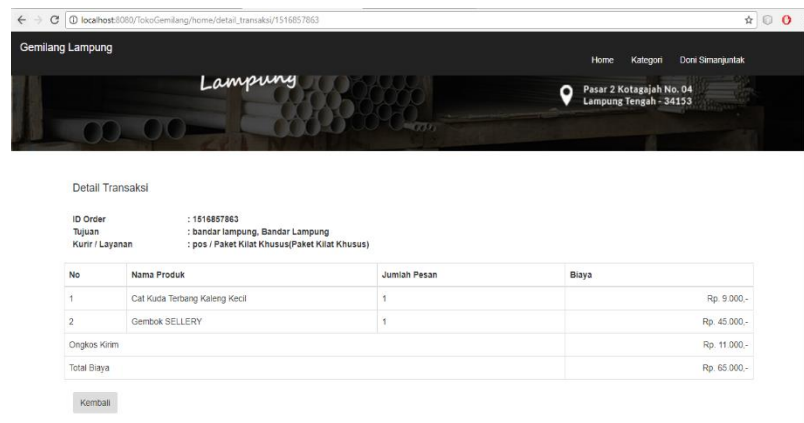 localhost:8080/TokoGemilang/home/detail_transaksi/1516857863
Gemilang Lampung
Home Kategori Doni Simanjuntak
Lampung
Pasar 2 Kotagajah No. 04
Lampung Tengah - 34153
Detail Transaksi
ID Order : 1516857863
Tujuan : bandar lampung, Bandar Lampung
Kurir / Layanan : pos / Paket Kilat Khusus(Paket Kilat Khusus)
No Nama Produk Jumlah Pesan Biaya
1 Cat Kuda Terbang Kaleng Kecil 1 Rp. 9.000,-
2 Gembok SELLERY 1 Rp. 45.000,-
Ongkos Kirim Rp. 11.000,-
Total Biaya Rp. 65.000,-
Kembali